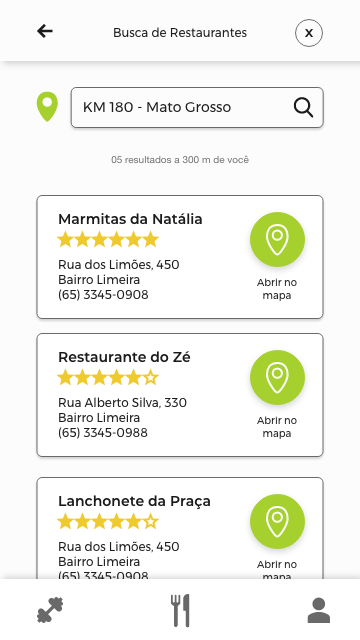 Busca de Restaurantes
X
KM 180 - Mato Grosso
05 resultados a 300 m de você
Marmitas da Natália
Rua dos Limões, 450
Bairro Limeira
(65) 3345-0908
Abrir no
mapa
Restaurante do Zé
Rua Alberto Silva, 330
Bairro Limeira
(65) 3345-0988
Abrir no
mapa
Lanchonete da Praça
Rua dos Limões, 450
Bairro Limeira
(65) 3345-0908
Abrir no
mapa